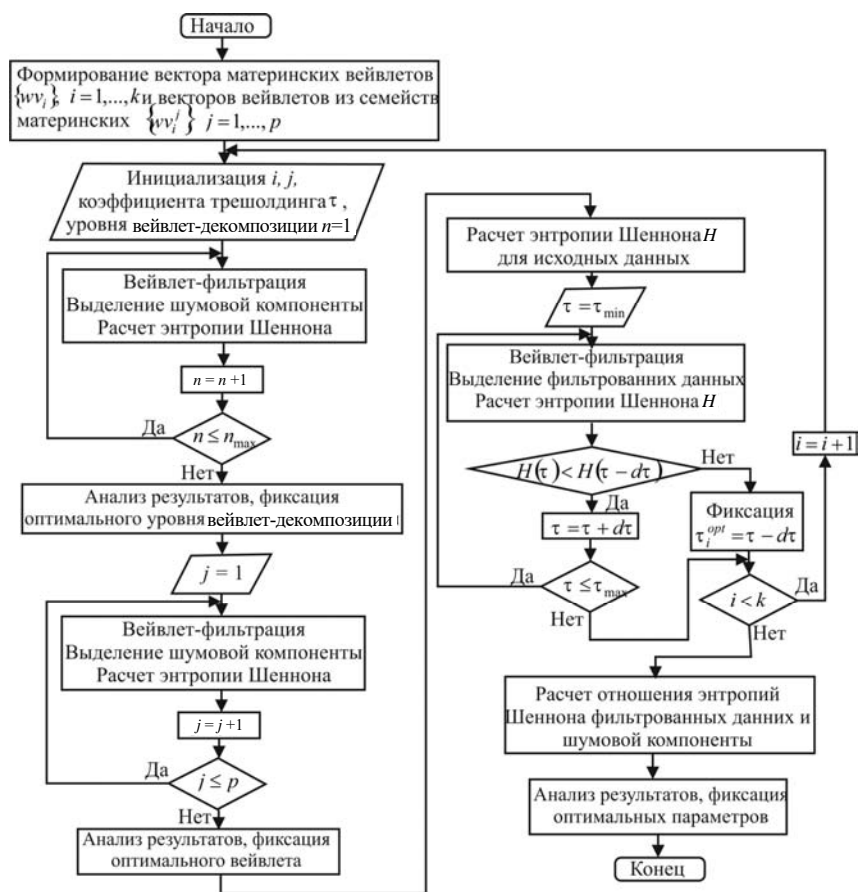 Начало
Формирование вектора материнских вейвлетов
{wv_i}, i = 1,..., k и векторов вейвлетов из семейств
материнских {wv_i^j} j = 1,..., p
Инициализация i, j,
коэффициента трешолдинга τ ,
уровня вейвлет-декомпозиции n=1
Вейвлет-фильтрация
Выделение шумовой компоненты
Расчет энтропии Шеннона
n = n +1
Да
n ≤ n_max
Нет
Анализ результатов, фиксация
оптимального уровня вейвлет-декомпозиции
j = 1
Вейвлет-фильтрация
Выделение шумовой компоненты
Расчет энтропии Шеннона
j = j +1
Да
j ≤ p
Нет
Анализ результатов, фиксация
оптимального вейвлета
Расчет энтропии Шеннона H
для исходных данных
τ = τ_min
Вейвлет-фильтрация
Выделение фильтрованних данных
Расчет энтропии Шеннона H
H(τ) < H(τ − dτ)
Нет
Да
τ = τ + dτ
Фиксация
τ_i^opt = τ − dτ
i = i +1
Да
τ ≤ τ_max
Нет
i < k
Да
Нет
Расчет отношения энтропий
Шеннона фильтрованных данних и
шумовой компоненты
Анализ результатов, фиксация
оптимальных параметров
Конец